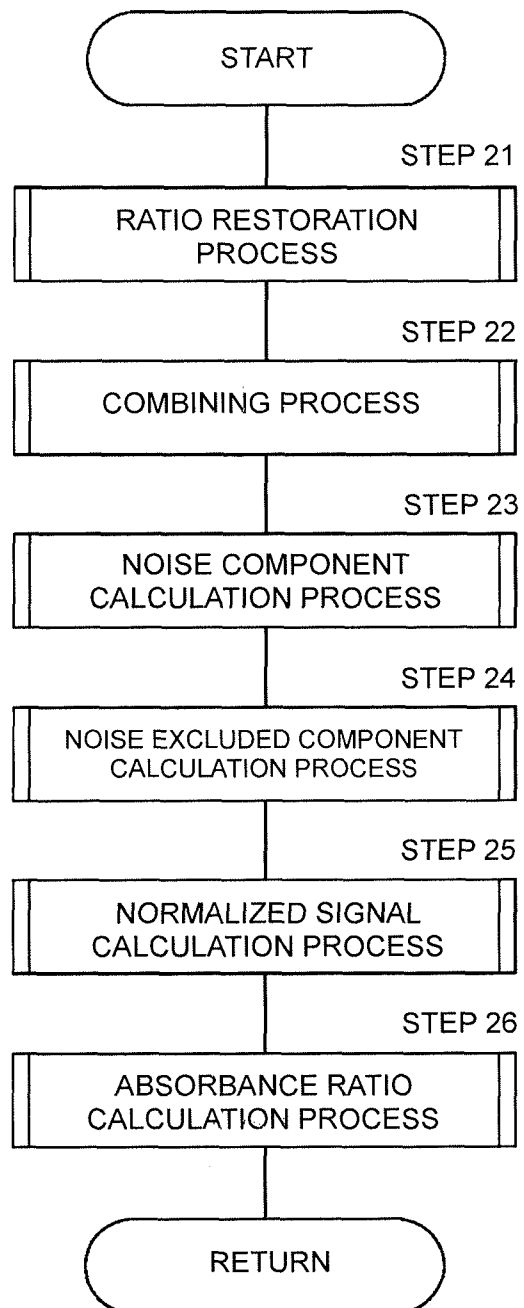 START
STEP 21
RATIO RESTORATION
PROCESS
STEP 22
COMBINING PROCESS
STEP 23
NOISE COMPONENT
CALCULATION PROCESS
STEP 24
NOISE EXCLUDED COMPONENT
CALCULATION PROCESS
STEP 25
NORMALIZED SIGNAL
CALCULATION PROCESS
STEP 26
ABSORBANCE RATIO
CALCULATION PROCESS
RETURN